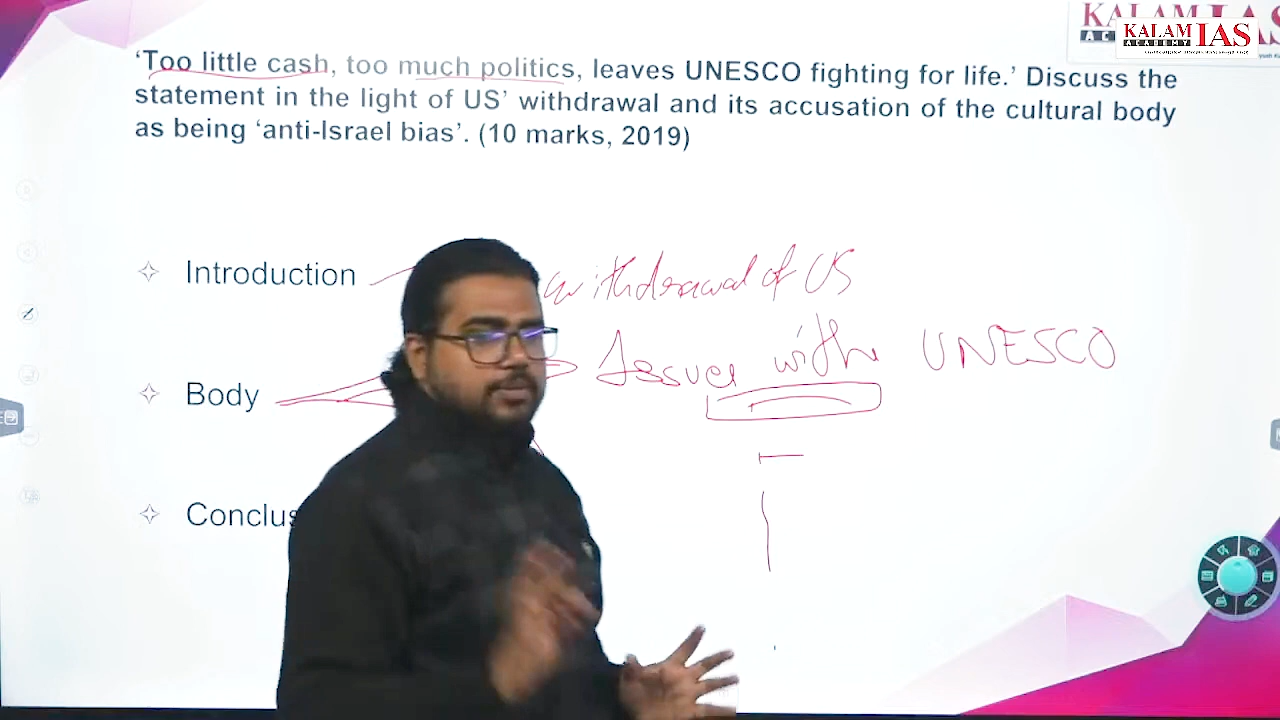 KALAM IAS
ACADEMY
‘Too little cash, too much politics, leaves UNESCO fighting for life.’ Discuss the
statement in the light of US’ withdrawal and its accusation of the cultural body
as being ‘anti-Israel bias’. (10 marks, 2019)
Introduction
withdrawal of US
Issues with UNESCO
Body
Conclus